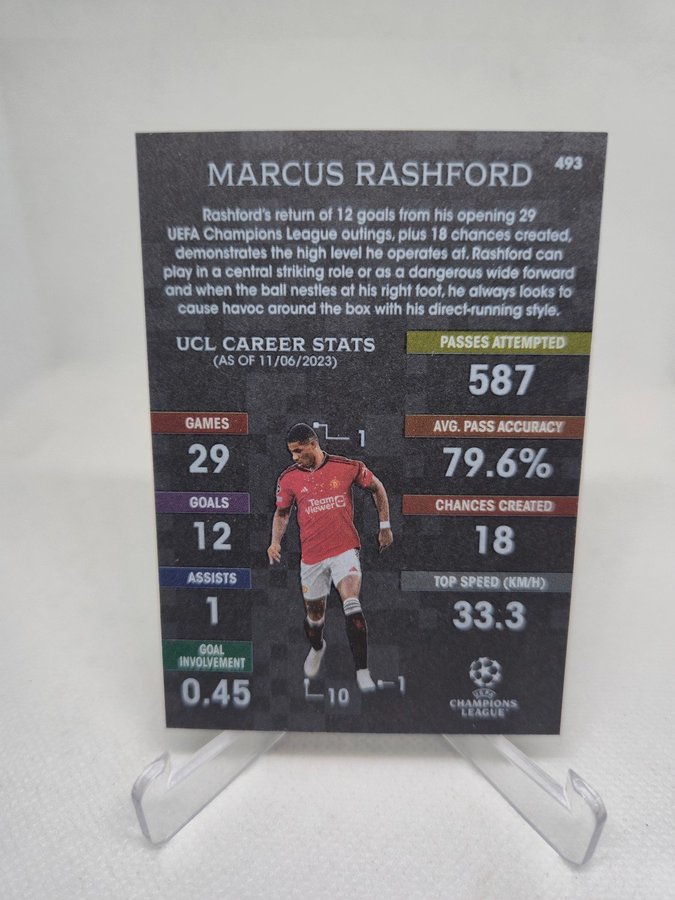 493
MARCUS RASHFORD
Rashford's return of 12 goals from his opening 29
UEFA Champions League outings, plus 18 chances created,
demonstrates the high level he operates at. Rashford can
play in a central striking role or as a dangerous wide forward
and when the ball nestles at his right foot, he always looks to
cause havoc around the box with his direct-running style.
UCL CAREER STATS
(AS OF 11/06/2023)
GAMES
29
GOALS
12
ASSISTS
1
GOAL
INVOLVEMENT
0.45
1
Team
Viewer
10
1
PASSES ATTEMPTED
587
AVG. PASS ACCURACY
79.6%
CHANCES CREATED
18
TOP SPEED (KM/H)
33.3
UEFA
CHAMPIONS
LEAGUE